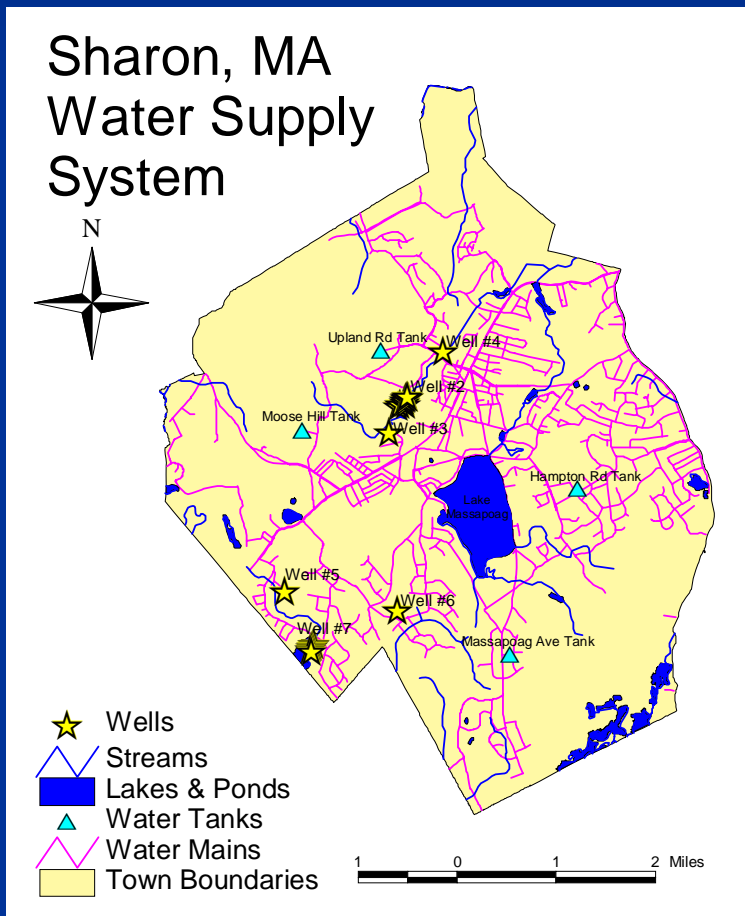 Sharon, MA
Water Supply
System
N
Upland Rd Tank
Well #4
Well #2
Moose Hill Tank
Well #3
Hampton Rd Tank
Lake
Massapoag
Well #5
Well #6
Well #7
Massapoag Ave Tank
Wells
Streams
Lakes & Ponds
Water Tanks
Water Mains
Town Boundaries
1 0 1 2 Miles